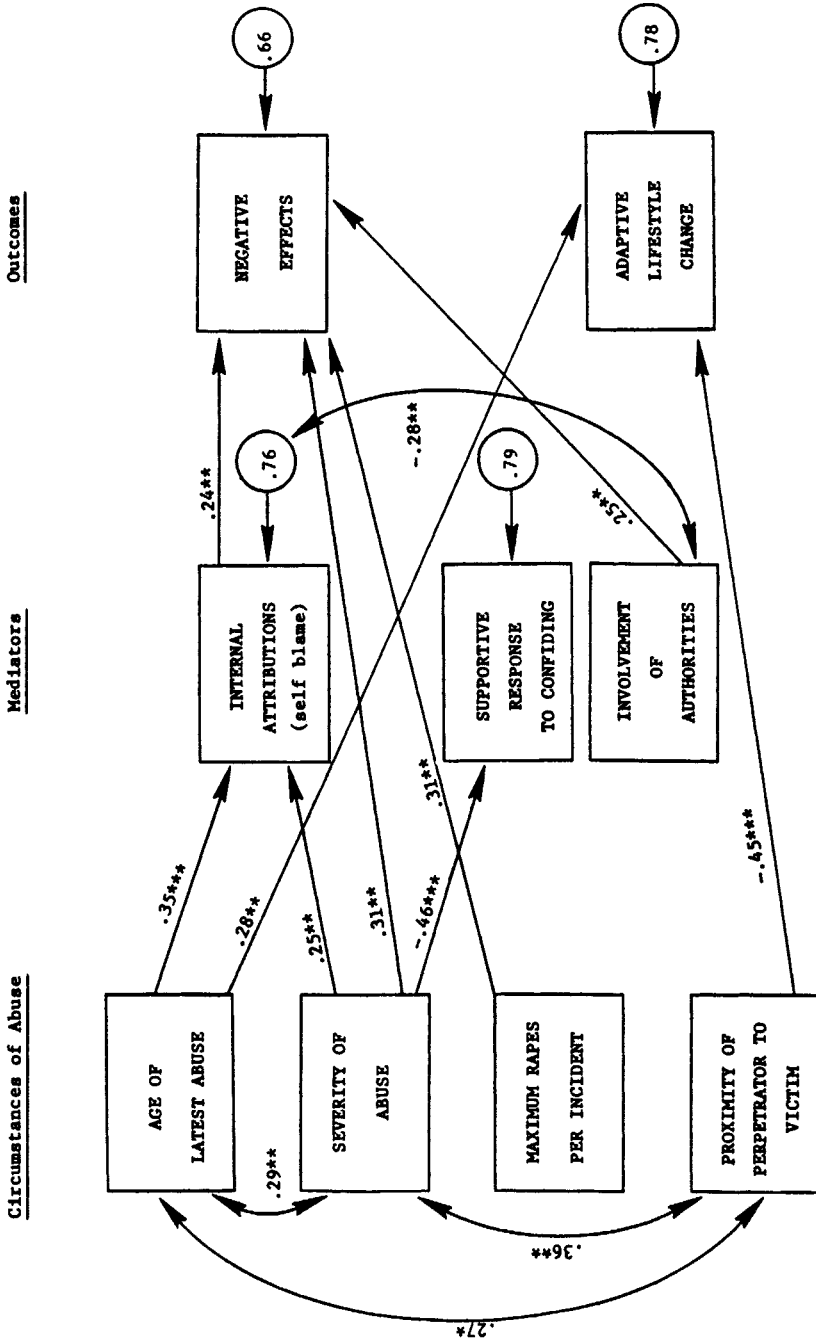 Circumstances of Abuse
Mediators
Outcomes
AGE OF
LATEST ABUSE
SEVERITY OF
ABUSE
MAXIMUM RAPES
PER INCIDENT
PROXIMITY OF
PERPETRATOR TO
VICTIM
.29**
.36**
.27*
.35***
.28**
.25**
.31**
-.46***
.31**
-.45***
INTERNAL
ATTRIBUTIONS
(self blame)
.76
SUPPORTIVE
RESPONSE
TO CONFIDING
.79
INVOLVEMENT
OF
AUTHORITIES
.24**
-.28**
.25**
NEGATIVE
EFFECTS
.66
ADAPTIVE
LIFESTYLE
CHANGE
.78